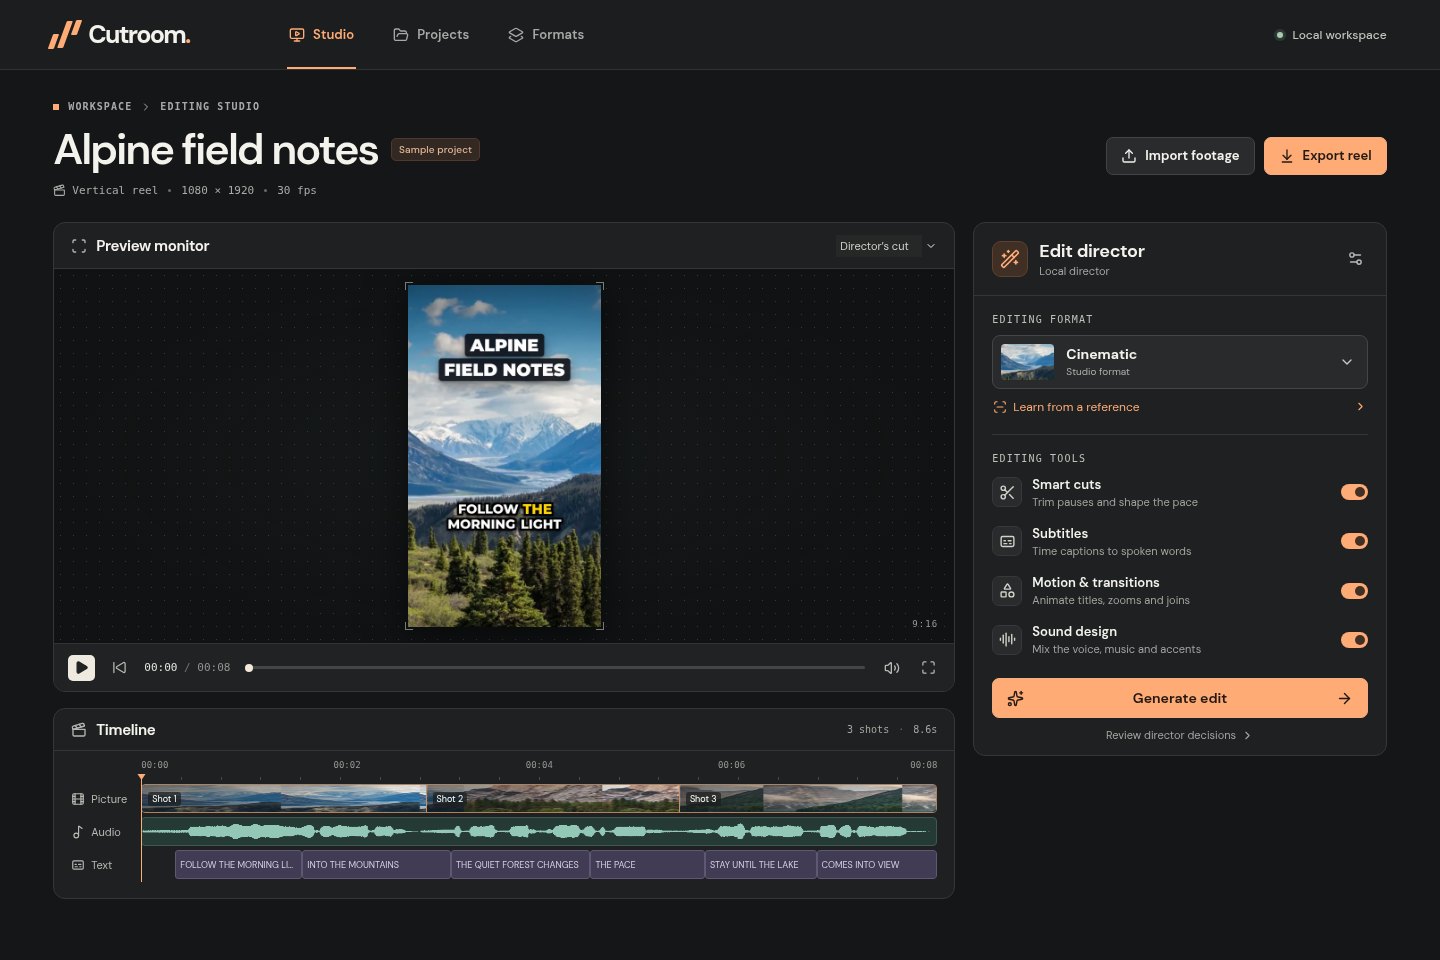 Cutroom.
Studio
Projects
Formats
Local workspace
WORKSPACE > EDITING STUDIO
Alpine field notes
Sample project
Vertical reel • 1080 × 1920 • 30 fps
Import footage
Export reel
Preview monitor
Director's cut
ALPINE
FIELD NOTES
FOLLOW THE
MORNING LIGHT
9:16
00:00 / 00:08
Timeline
3 shots · 8.6s
00:00 00:02 00:04 00:06 00:08
Picture
Shot 1 Shot 2 Shot 3
Audio
Text
FOLLOW THE MORNING LI... INTO THE MOUNTAINS THE QUIET FOREST CHANGES THE PACE STAY UNTIL THE LAKE COMES INTO VIEW
Edit director
Local director
EDITING FORMAT
Cinematic
Studio format
Learn from a reference
EDITING TOOLS
Smart cuts
Trim pauses and shape the pace
Subtitles
Time captions to spoken words
Motion & transitions
Animate titles, zooms and joins
Sound design
Mix the voice, music and accents
Generate edit
Review director decisions